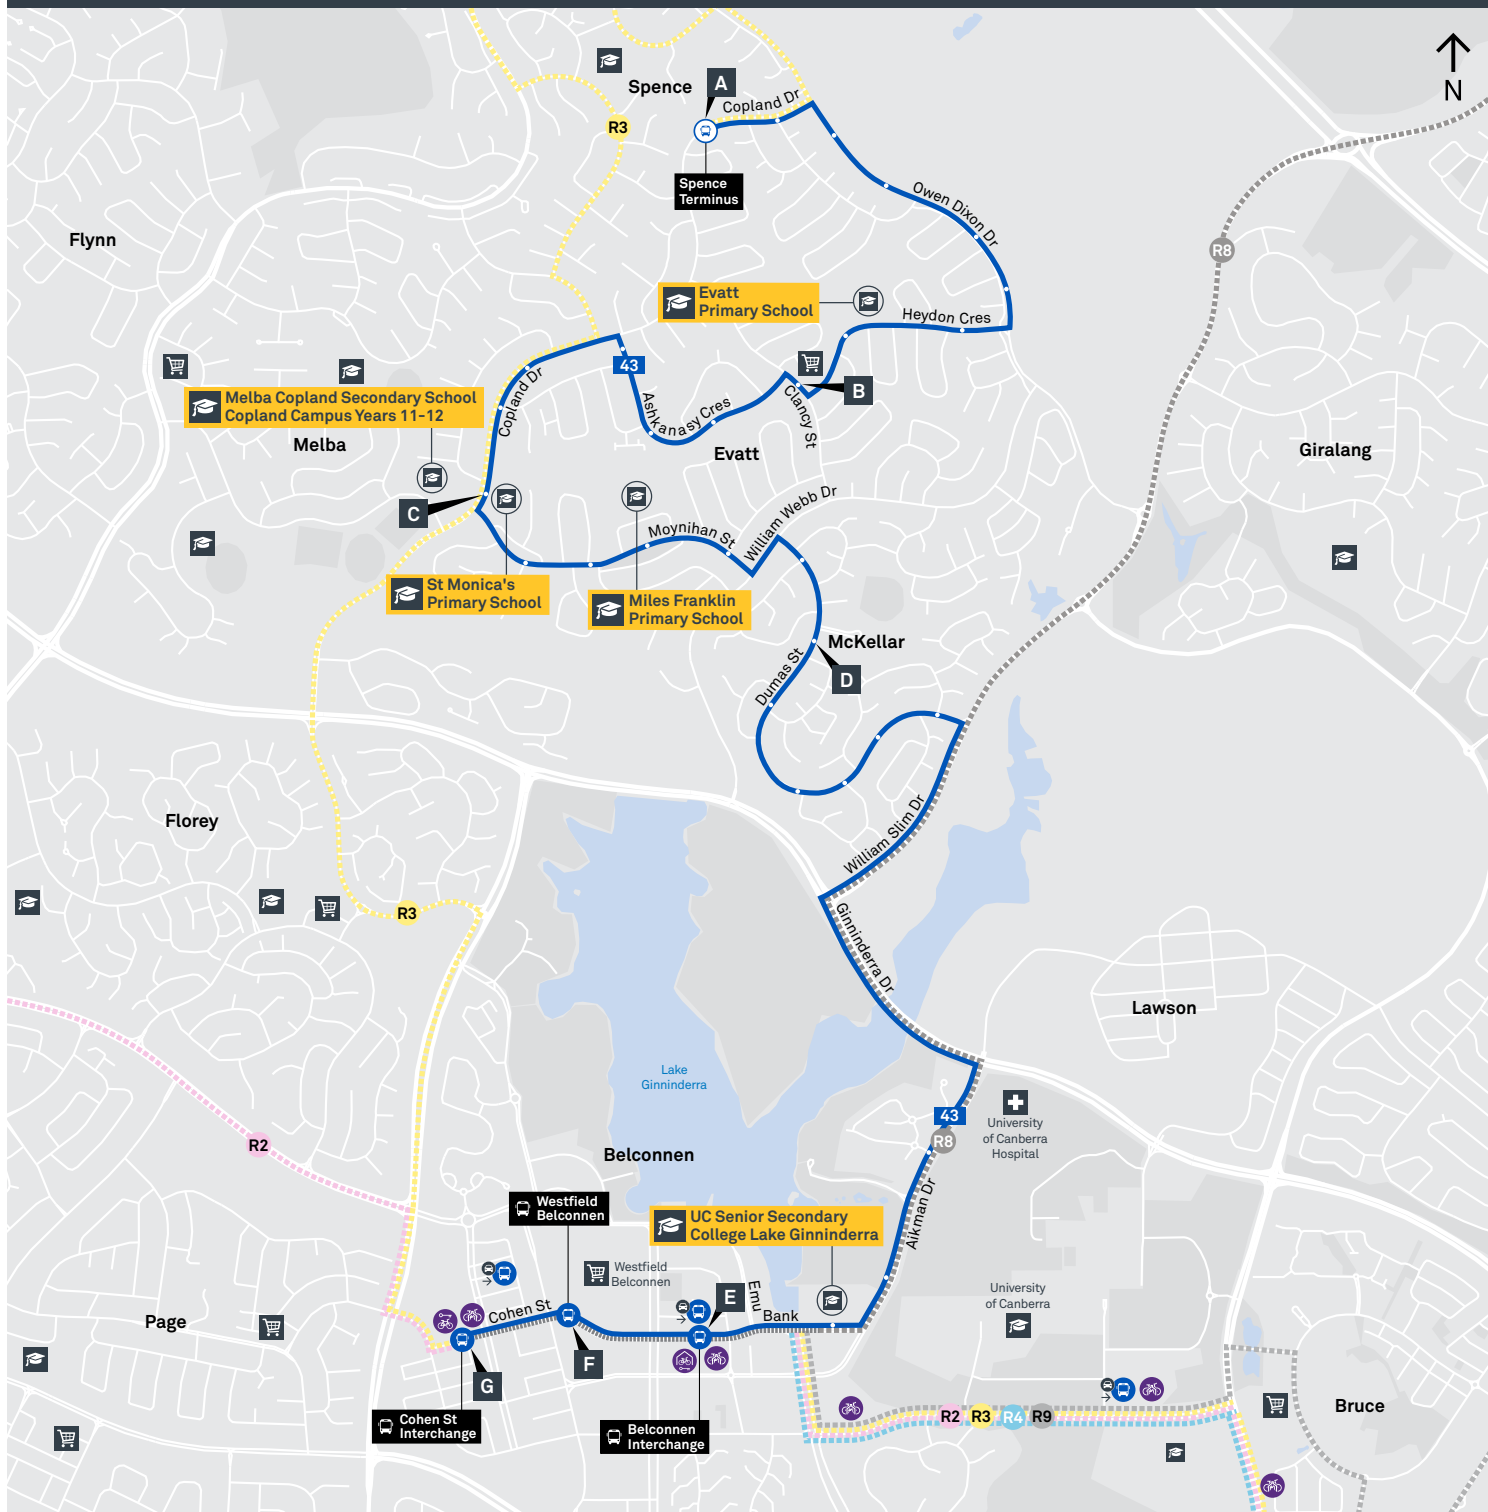 N
A
Spence
Copland Dr
R3
Spence
Terminus
Owen Dixon Dr
Flynn
R8
Evatt
Primary School
Heydon Cres
43
B
Melba Copland Secondary School
Copland Campus Years 11-12
Copland Dr
Ashkanasy Cres
Clancy St
Melba
Evatt
Giralang
C
Moynihan St
William Webb Dr
St Monica's
Primary School
Miles Franklin
Primary School
McKellar
D
Dumas St
Florey
William Slim Dr
R3
Ginninderra Dr
Lawson
Lake
Ginninderra
43
R8
University
of Canberra
Hospital
R2
Belconnen
Aikman Dr
Westfield
Belconnen
UC Senior Secondary
College Lake Ginninderra
Westfield
Belconnen
E
Emu
Bank
University
of Canberra
Page
Cohen St
F
G
Cohen St
Interchange
Belconnen
Interchange
R2
R3
R4
R9
Bruce